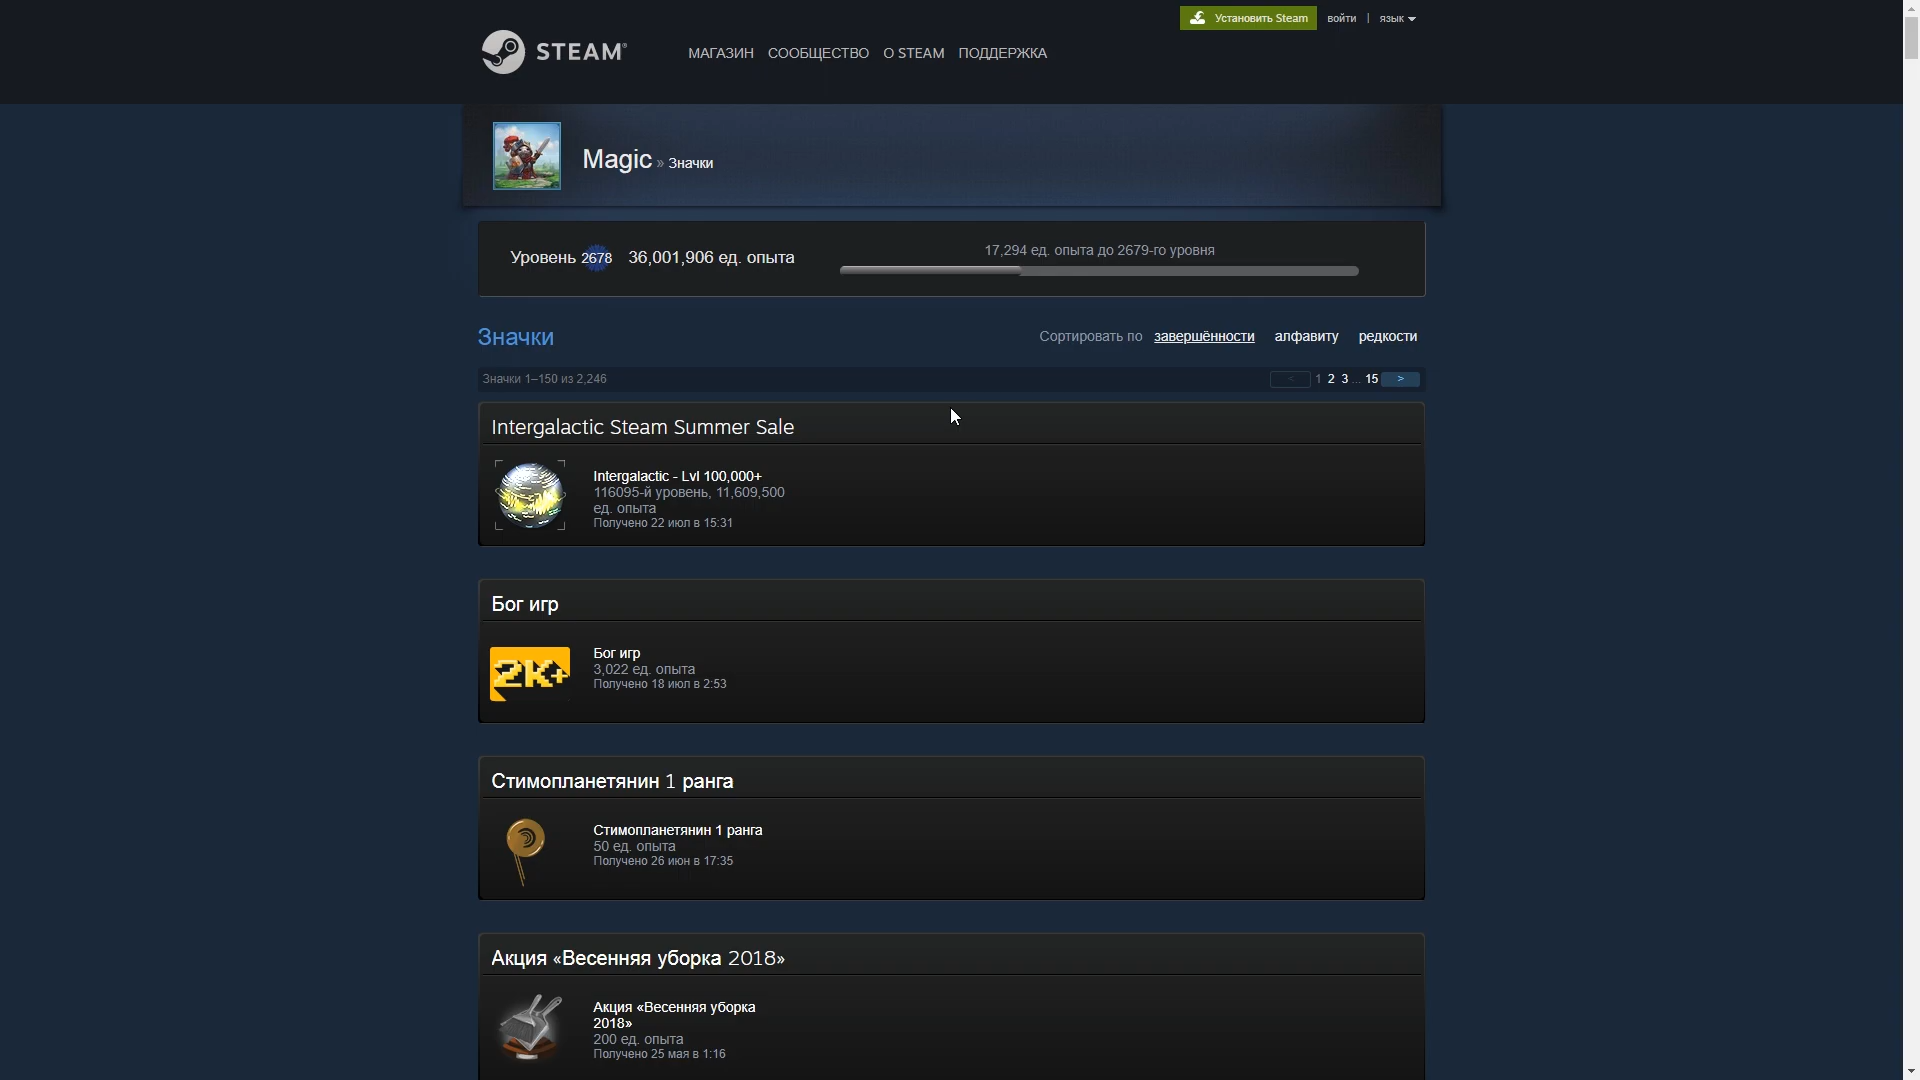 Установить Steam войти | язык
STEAM®
МАГАЗИН СООБЩЕСТВО О STEAM ПОДДЕРЖКА
Magic » Значки
Уровень 2678 36,001,906 ед. опыта
17,294 ед. опыта до 2679-го уровня
Значки
Сортировать по завершённости алфавиту редкости
Значки 1–150 из 2,246
< 1 2 3 ... 15 >
Intergalactic Steam Summer Sale
Intergalactic - Lvl 100,000+
116095-й уровень, 11,609,500
ед. опыта
Получено 22 июл в 15:31
Бог игр
2K+
Бог игр
3,022 ед. опыта
Получено 18 июл в 2:53
Стимопланетянин 1 ранга
Стимопланетянин 1 ранга
50 ед. опыта
Получено 26 июн в 17:35
Акция «Весенняя уборка 2018»
Акция «Весенняя уборка
2018»
200 ед. опыта
Получено 25 мая в 1:16